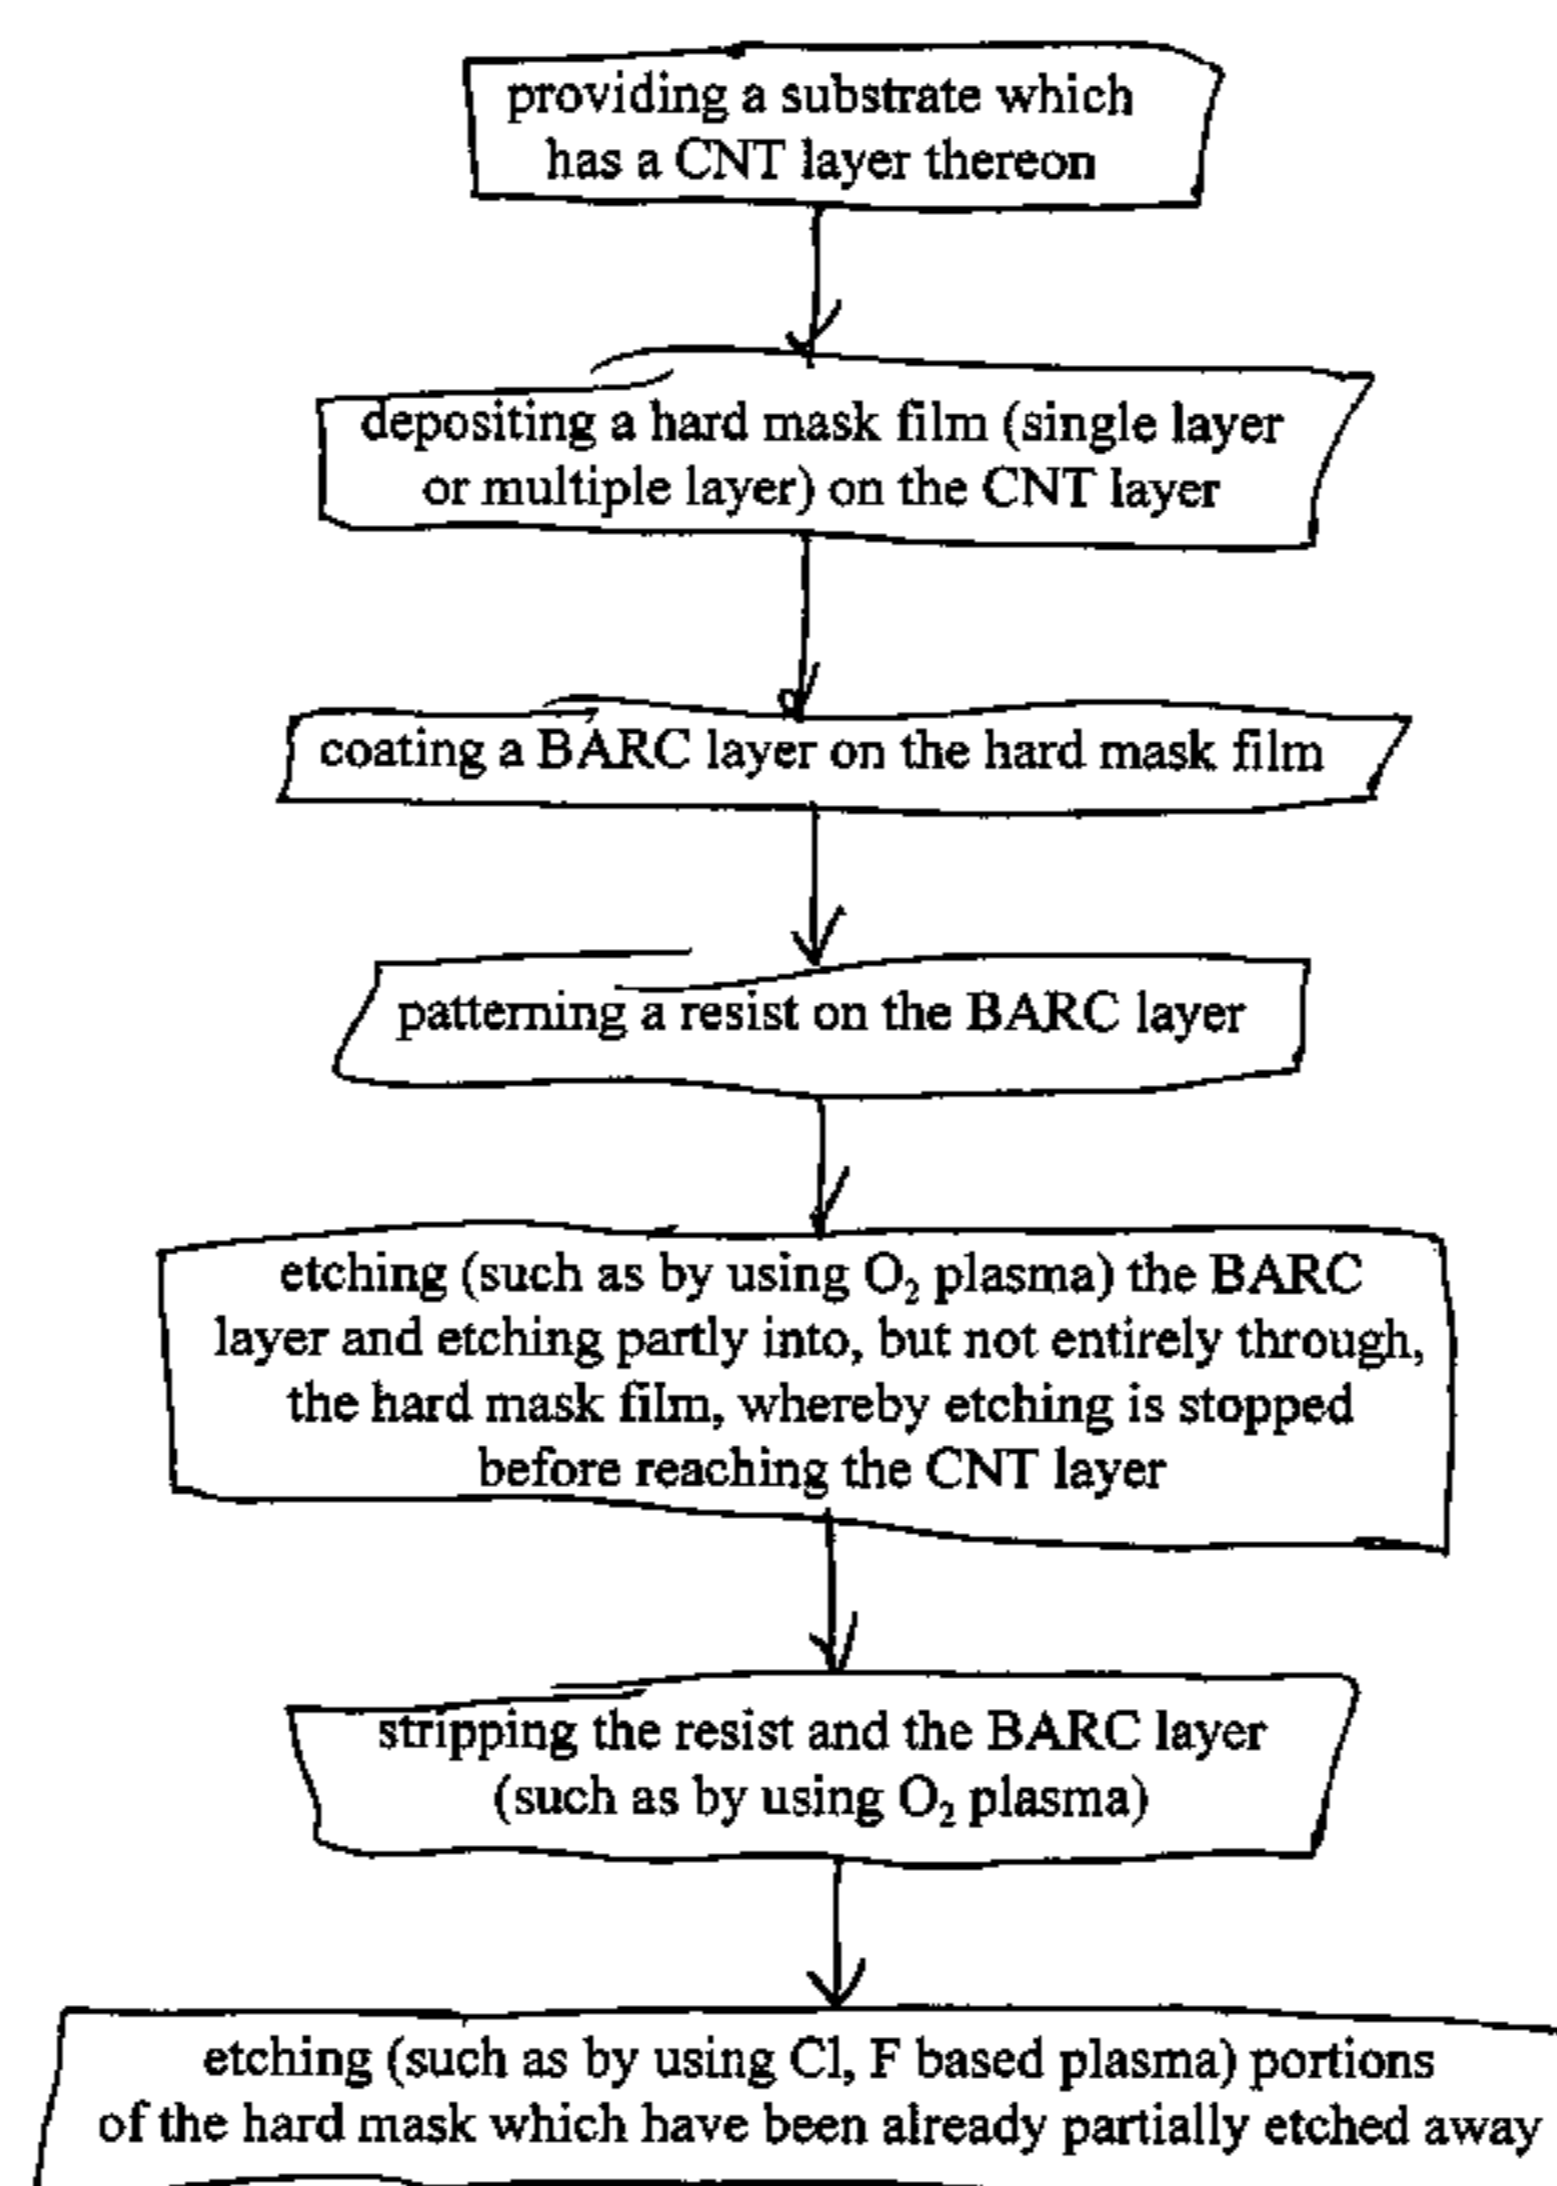 providing a substrate which
has a CNT layer thereon
depositing a hard mask film (single layer
or multiple layer) on the CNT layer
coating a BARC layer on the hard mask film
patterning a resist on the BARC layer
etching (such as by using O₂ plasma) the BARC
layer and etching partly into, but not entirely through,
the hard mask film, whereby etching is stopped
before reaching the CNT layer
stripping the resist and the BARC layer
(such as by using O₂ plasma)
etching (such as by using Cl, F based plasma) portions
of the hard mask which have been already partially etched away